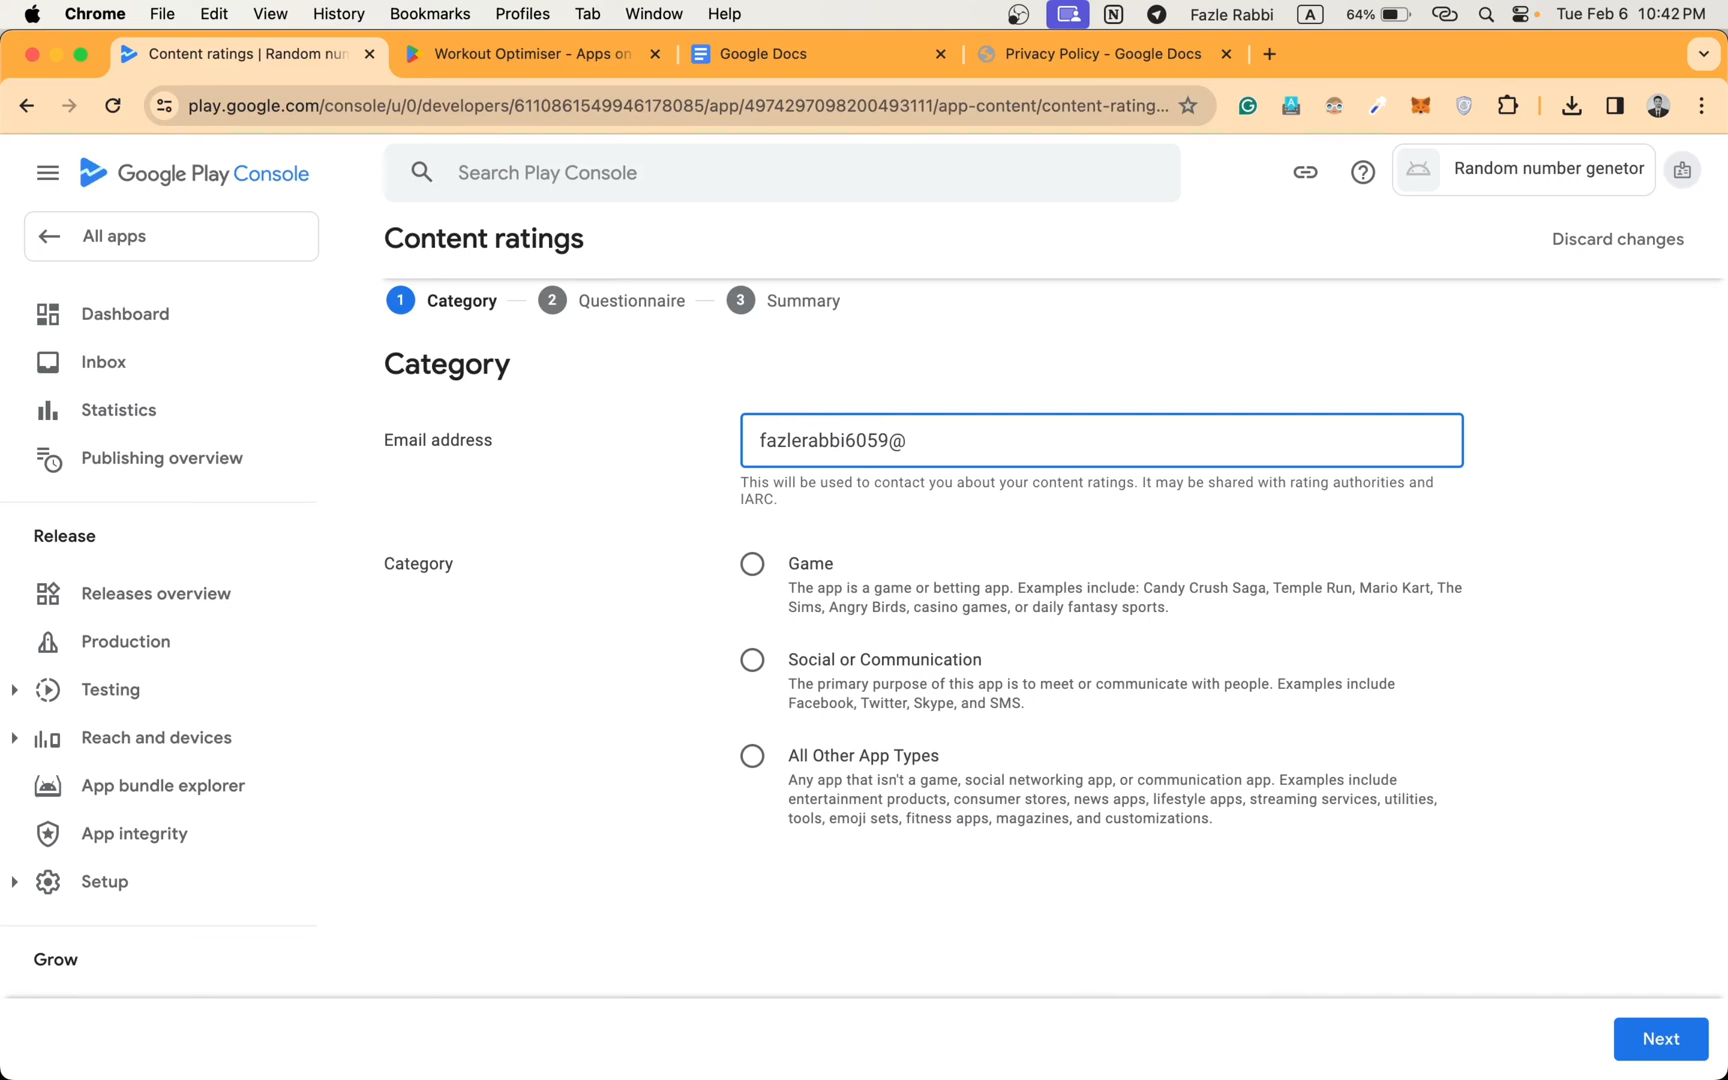 Chrome File Edit View History Bookmarks Profiles Tab Window Help Fazle Rabbi A 64% Tue Feb 6 10:42 PM
Content ratings | Random nun Workout Optimiser - Apps on Google Docs Privacy Policy - Google Docs
play.google.com/console/u/0/developers/6110861549946178085/app/4974297098200493111/app-content/content-rating...
Google Play Console
Search Play Console
Random number genetor
All apps
Content ratings
Discard changes
1 Category 2 Questionnaire 3 Summary
Dashboard
Inbox
Statistics
Publishing overview
Release
Releases overview
Production
Testing
Reach and devices
App bundle explorer
App integrity
Setup
Grow
Category
Email address
fazlerabbi6059@
This will be used to contact you about your content ratings. It may be shared with rating authorities and
IARC.
Category
Game
The app is a game or betting app. Examples include: Candy Crush Saga, Temple Run, Mario Kart, The
Sims, Angry Birds, casino games, or daily fantasy sports.
Social or Communication
The primary purpose of this app is to meet or communicate with people. Examples include
Facebook, Twitter, Skype, and SMS.
All Other App Types
Any app that isn't a game, social networking app, or communication app. Examples include
entertainment products, consumer stores, news apps, lifestyle apps, streaming services, utilities,
tools, emoji sets, fitness apps, magazines, and customizations.
Next